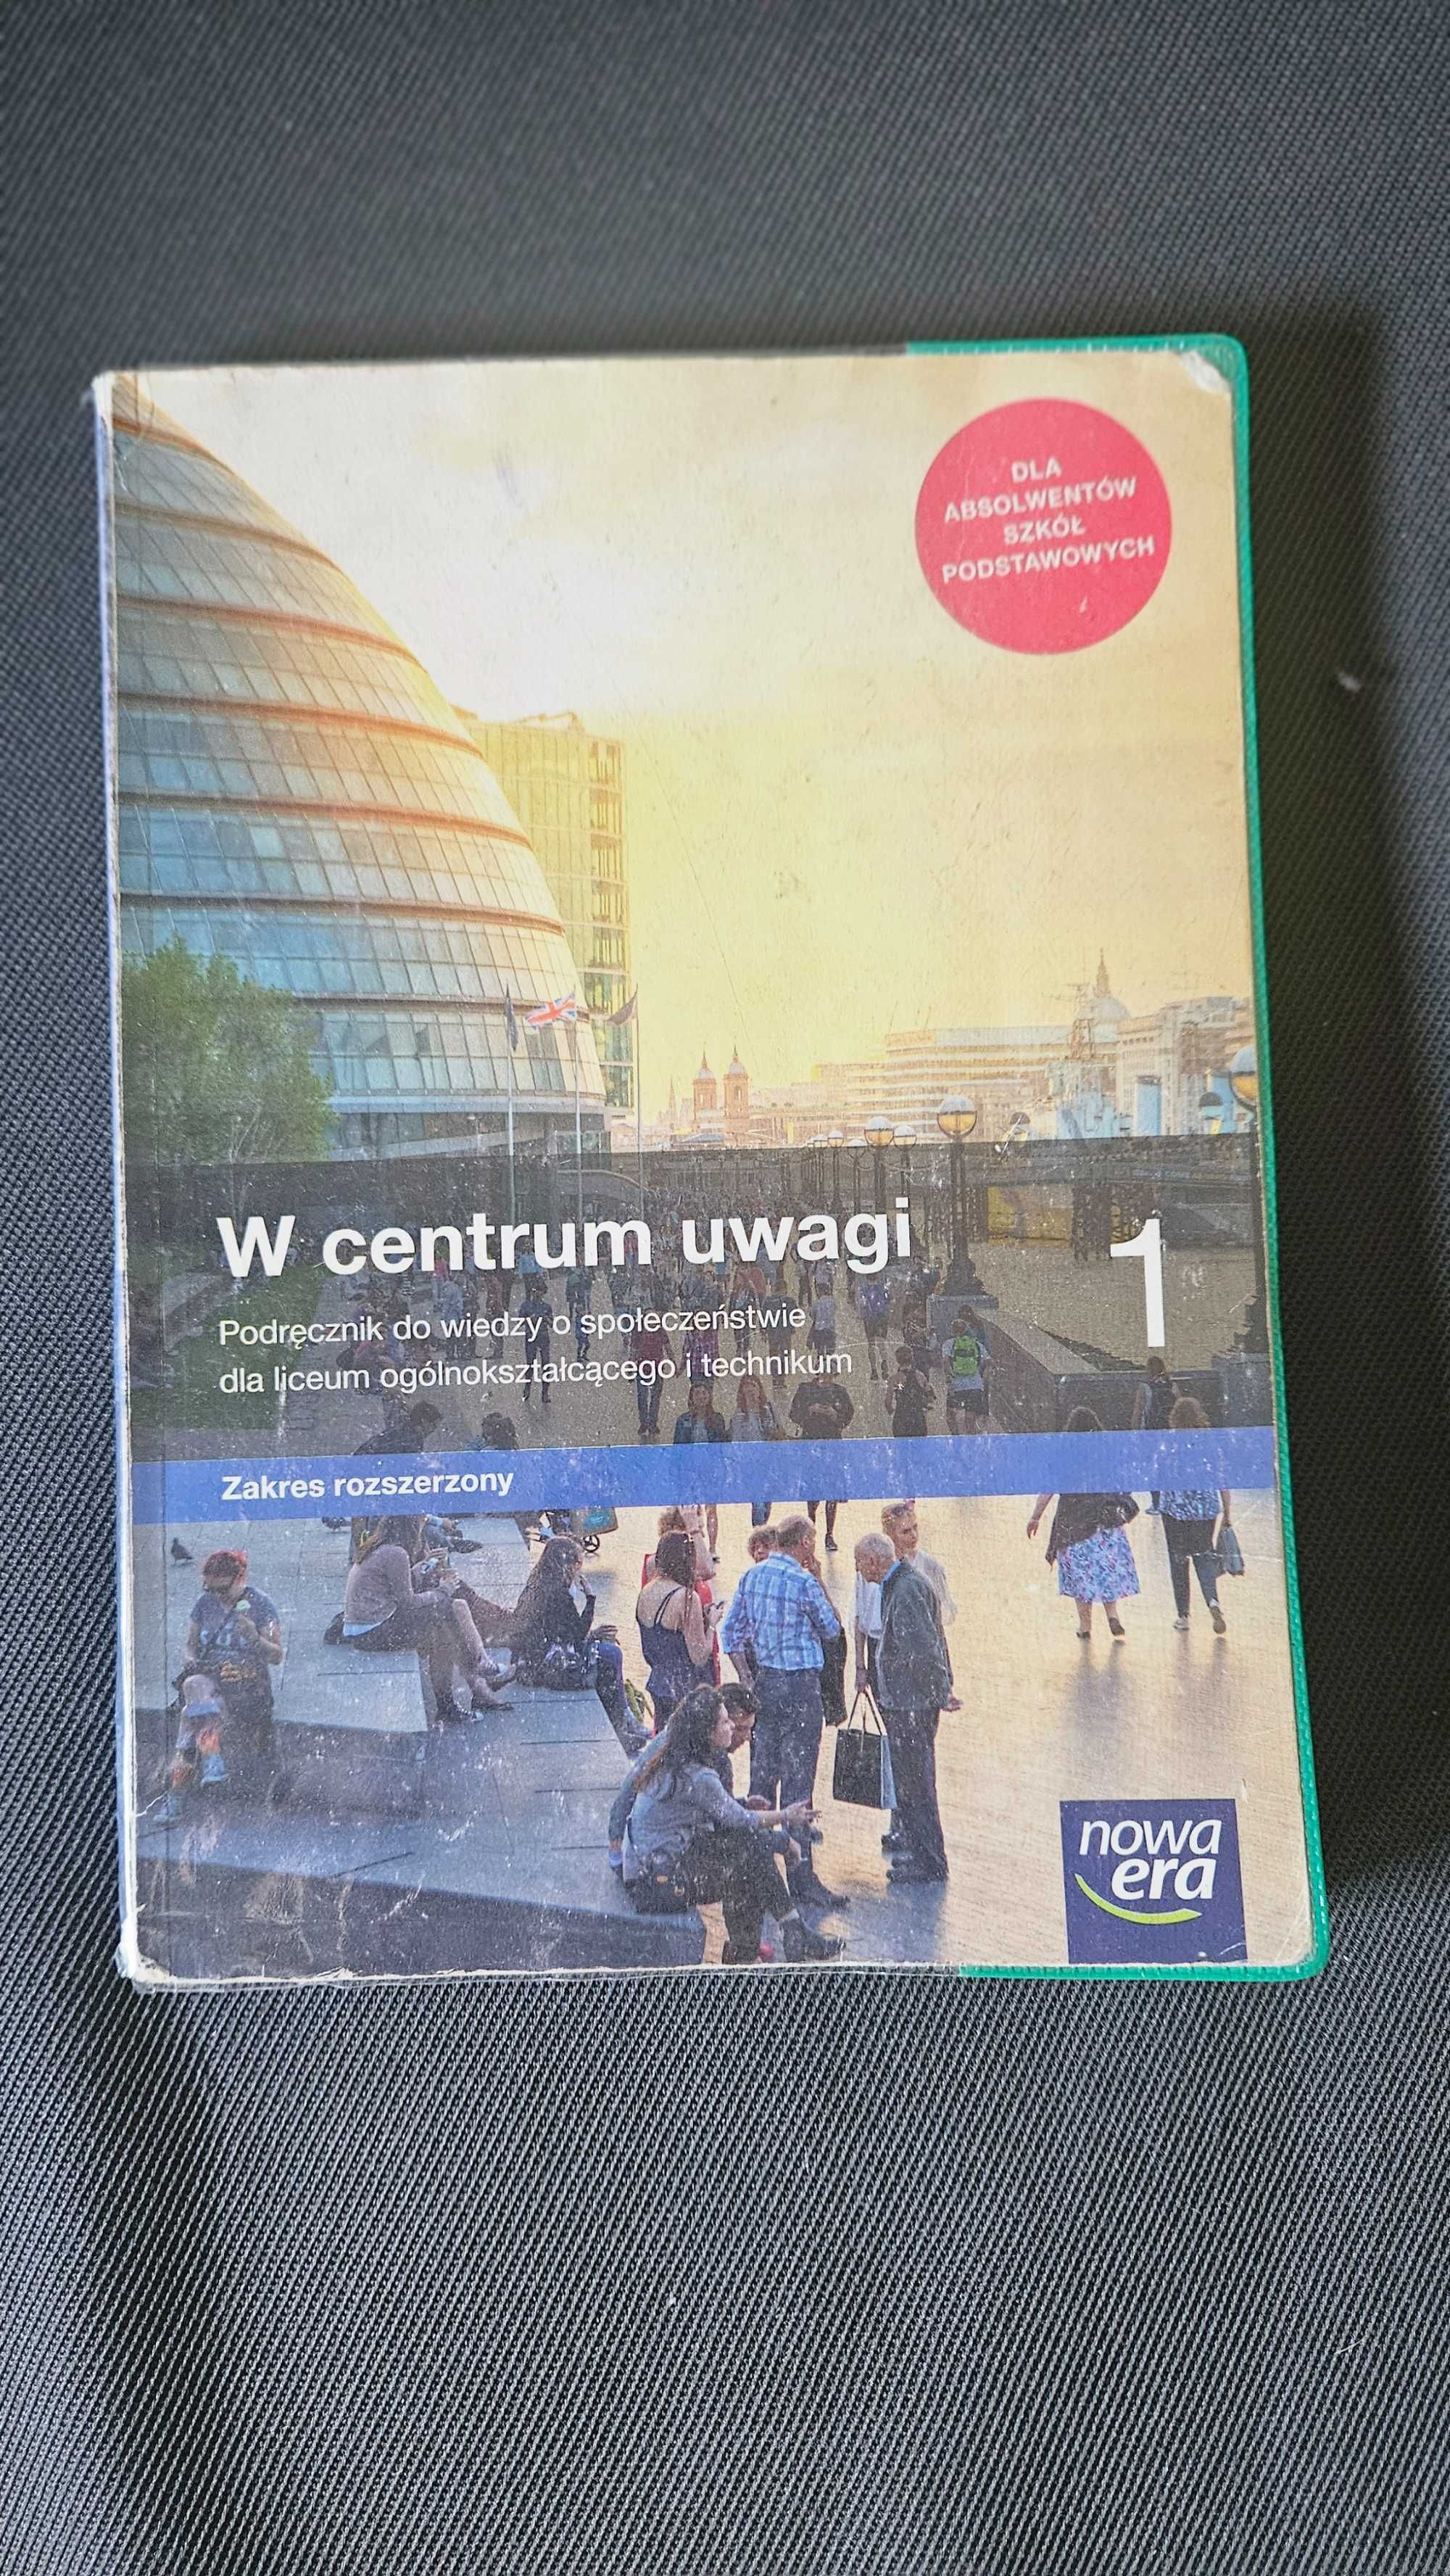 DLA
ABSOLWENTÓW
SZKÓŁ
PODSTAWOWYCH
W centrum uwagi 1
Podręcznik do wiedzy o społeczeństwie
dla liceum ogólnokształcącego i technikum
Zakres rozszerzony
nowa
era